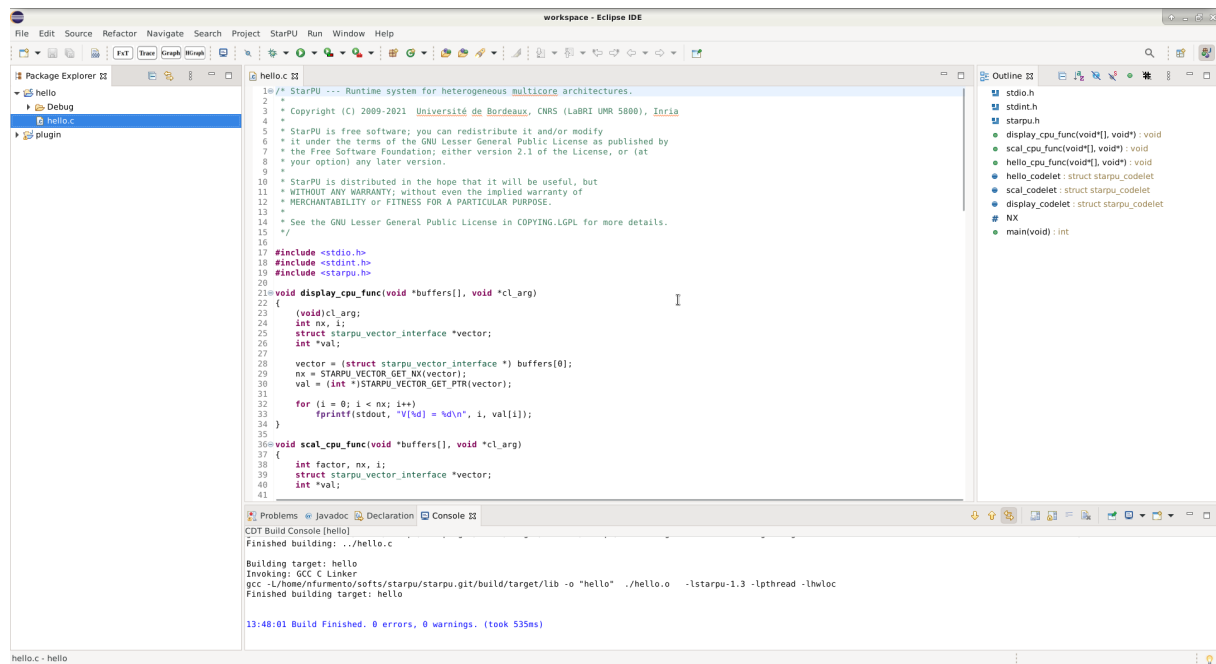 workspace - Eclipse IDE
File Edit Source Refactor Navigate Search Project StarPU Run Window Help
FxT Trace Graph HGraph
Package Explorer
hello
Debug
hello.c
plugin
hello.c
1 /* StarPU --- Runtime system for heterogeneous multicore architectures.
2  *
3  * Copyright (C) 2009-2021  Université de Bordeaux, CNRS (LaBRI UMR 5800), Inria
4  *
5  * StarPU is free software; you can redistribute it and/or modify
6  * it under the terms of the GNU Lesser General Public License as published by
7  * the Free Software Foundation; either version 2.1 of the License, or (at
8  * your option) any later version.
9  *
10  * StarPU is distributed in the hope that it will be useful, but
11  * WITHOUT ANY WARRANTY; without even the implied warranty of
12  * MERCHANTABILITY or FITNESS FOR A PARTICULAR PURPOSE.
13  *
14  * See the GNU Lesser General Public License in COPYING.LGPL for more details.
15  */
16
17 #include <stdio.h>
18 #include <stdint.h>
19 #include <starpu.h>
20
21 void display_cpu_func(void *buffers[], void *cl_arg)
22 {
23     (void)cl_arg;
24     int nx, i;
25     struct starpu_vector_interface *vector;
26     int *val;
27
28     vector = (struct starpu_vector_interface *) buffers[0];
29     nx = STARPU_VECTOR_GET_NX(vector);
30     val = (int *)STARPU_VECTOR_GET_PTR(vector);
31
32     for (i = 0; i < nx; i++)
33         fprintf(stdout, "V[%d] = %d\n", i, val[i]);
34 }
35
36 void scal_cpu_func(void *buffers[], void *cl_arg)
37 {
38     int factor, nx, i;
39     struct starpu_vector_interface *vector;
40     int *val;
41
Outline
stdio.h
stdint.h
starpu.h
display_cpu_func(void*[], void*) : void
scal_cpu_func(void*[], void*) : void
hello_cpu_func(void*[], void*) : void
hello_codelet : struct starpu_codelet
scal_codelet : struct starpu_codelet
display_codelet : struct starpu_codelet
# NX
main(void) : int
Problems Javadoc Declaration Console
CDT Build Console [hello]
Finished building: ../hello.c
Building target: hello
Invoking: GCC C Linker
gcc -L/home/nfurmento/softs/starpu/starpu.git/build/target/lib -o "hello"  ./hello.o   -lstarpu-1.3 -lpthread -lhwloc
Finished building target: hello
13:48:01 Build Finished. 0 errors, 0 warnings. (took 535ms)
hello.c - hello